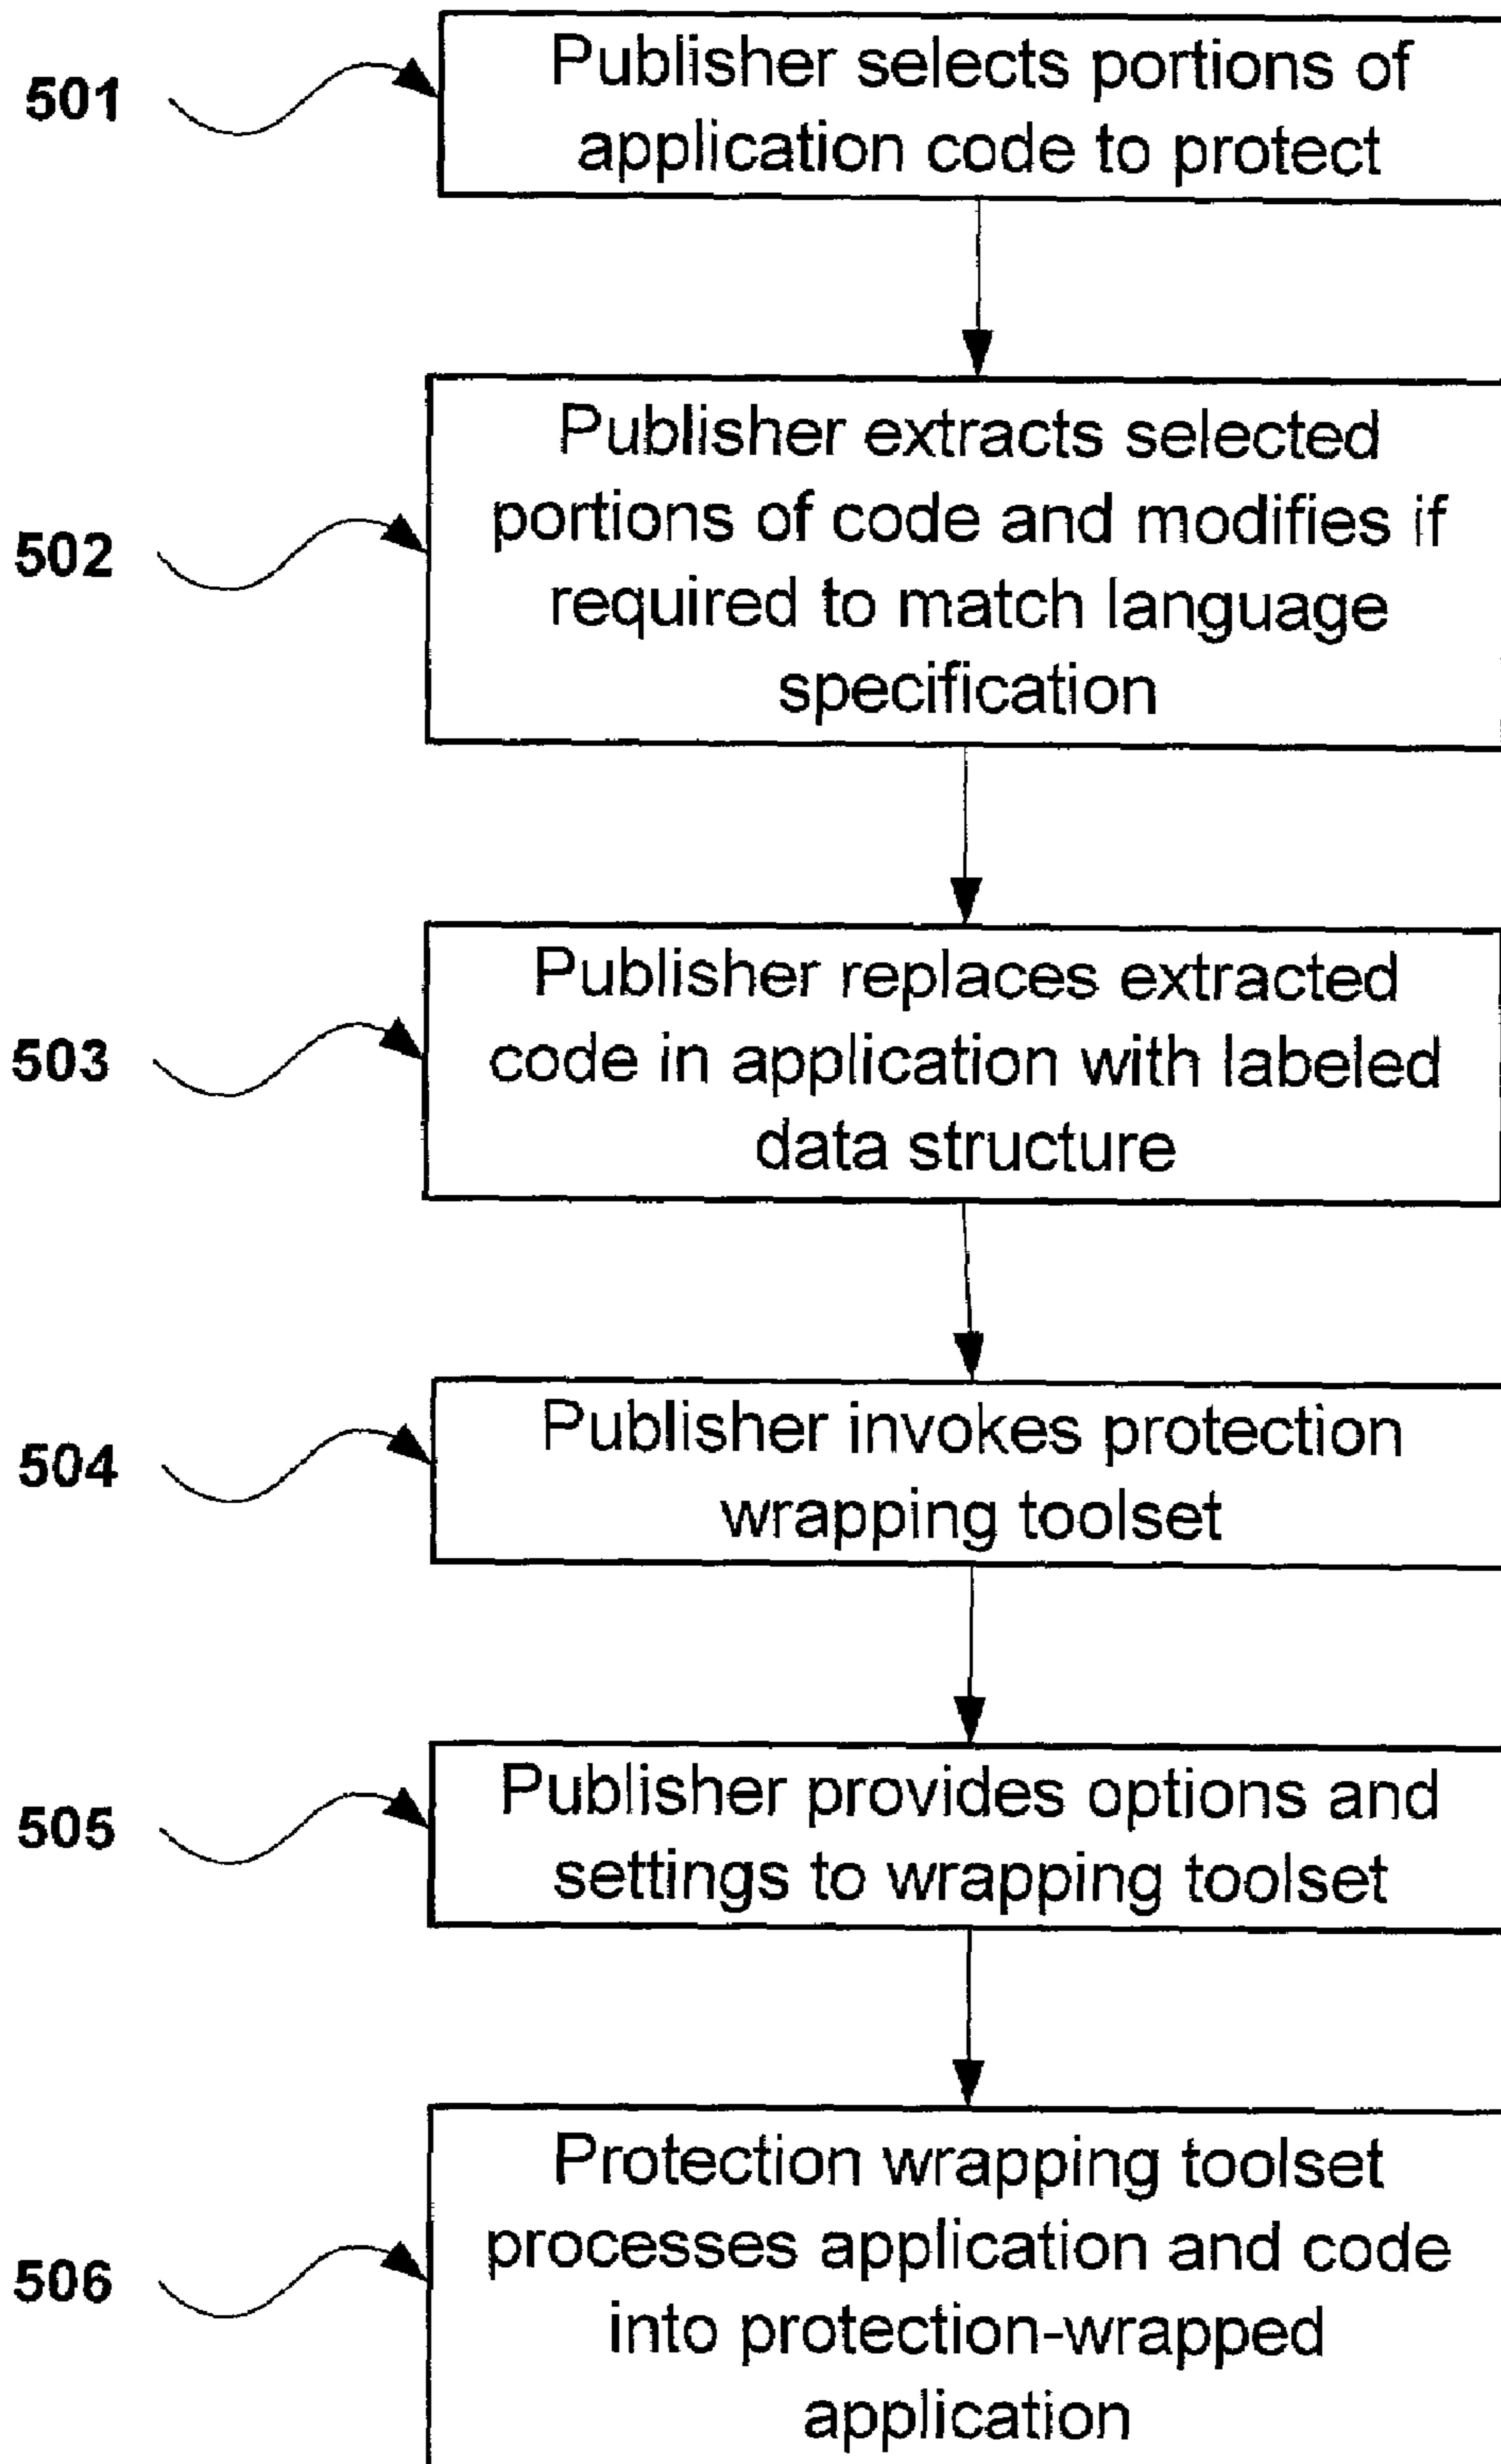 501
Publisher selects portions of
application code to protect
502
Publisher extracts selected
portions of code and modifies if
required to match language
specification
503
Publisher replaces extracted
code in application with labeled
data structure
504
Publisher invokes protection
wrapping toolset
505
Publisher provides options and
settings to wrapping toolset
506
Protection wrapping toolset
processes application and code
into protection-wrapped
application